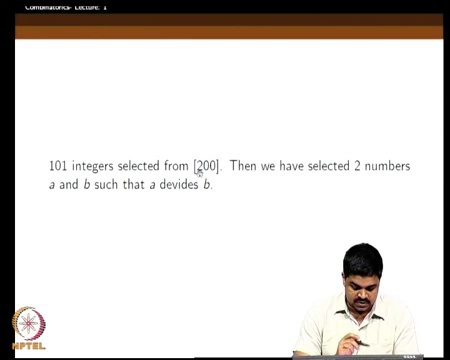 Combinatorics- Lecture: 1
101 integers selected from [200]. Then we have selected 2 numbers
a and b such that a devides b.
NPTEL